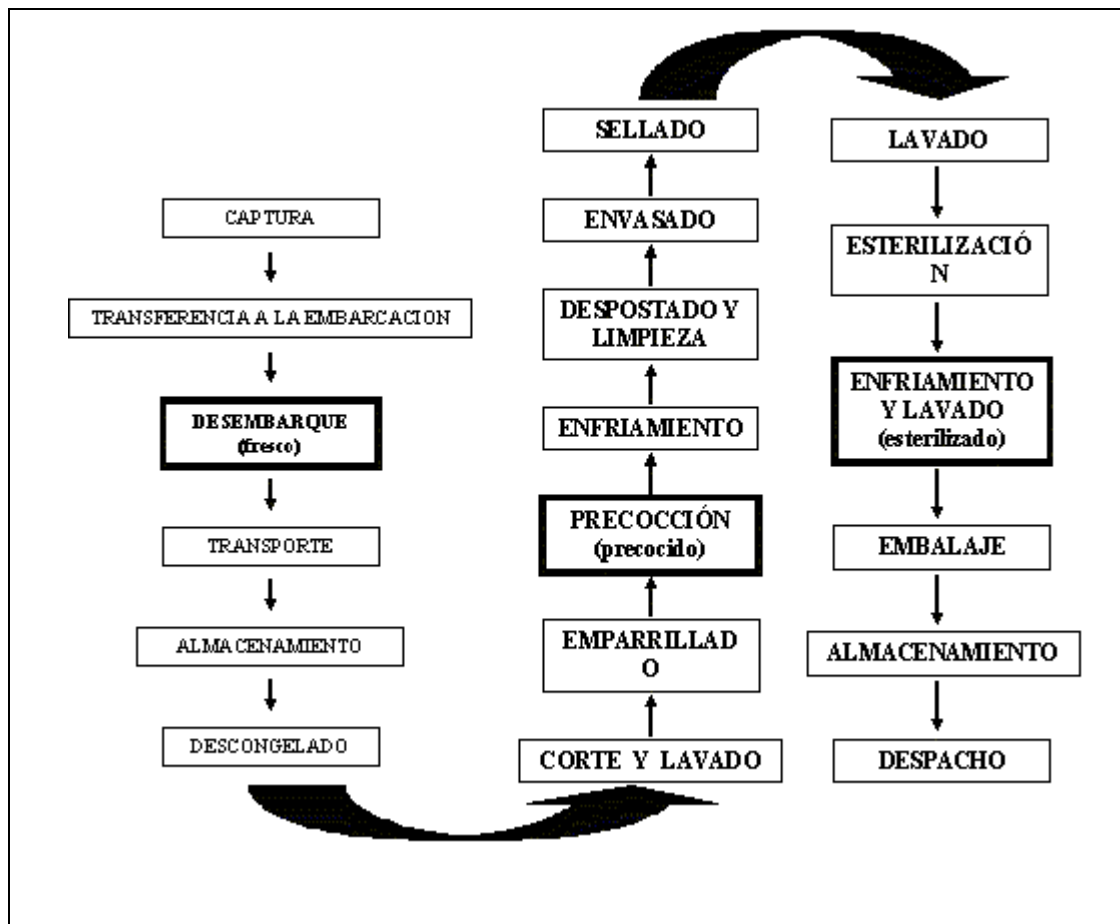 CAPTURA
TRANSFERENCIA A LA EMBARCACION
DESEMBARQUE
(fresco)
TRANSPORTE
ALMACENAMIENTO
DESCONGELADO
CORTE Y LAVADO
EMPARRILLAD
O
PRECOCCIÓN
(precocido)
ENFRIAMIENTO
DESPOSTADO Y
LIMPIEZA
ENVASADO
SELLADO
LAVADO
ESTERILIZACIÓ
N
ENFRIAMIENTO
Y LAVADO
(esterilizado)
EMBALAJE
ALMACENAMIENTO
DESPACHO